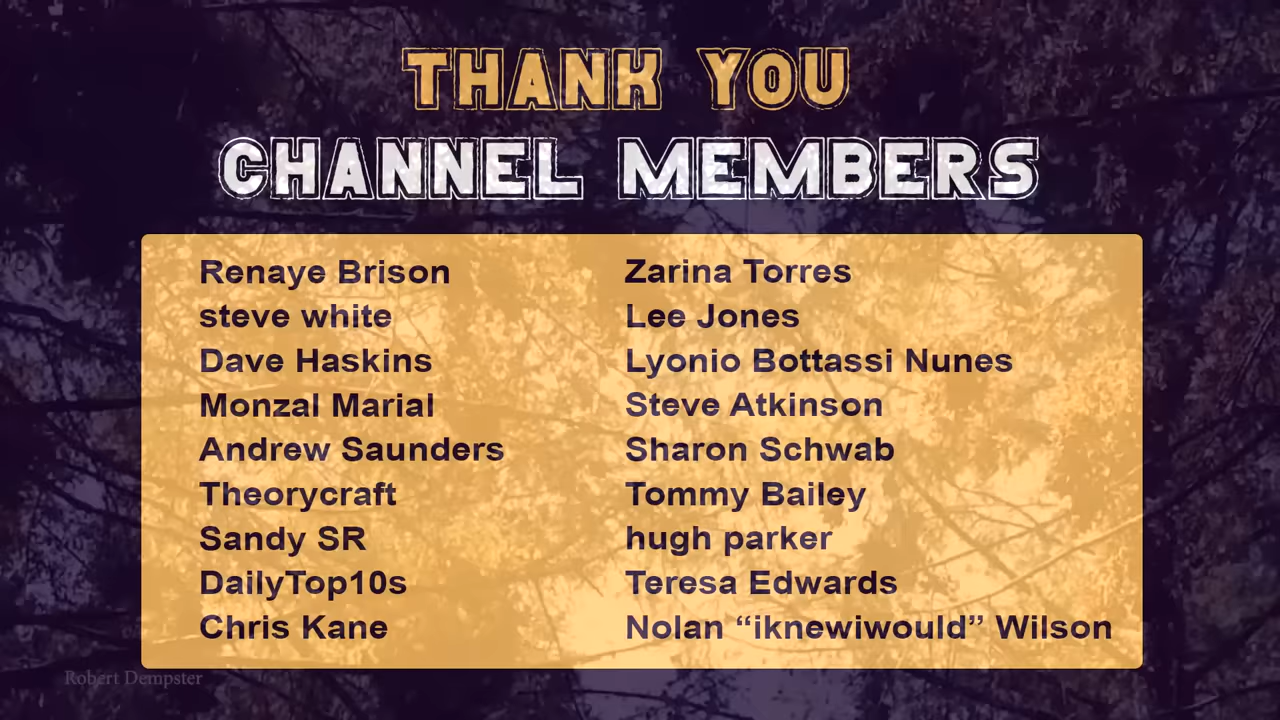 THANK YOU
CHANNEL MEMBERS
Renaye Brison
steve white
Dave Haskins
Monzal Marial
Andrew Saunders
Theorycraft
Sandy SR
DailyTop10s
Chris Kane
Zarina Torres
Lee Jones
Lyonio Bottassi Nunes
Steve Atkinson
Sharon Schwab
Tommy Bailey
hugh parker
Teresa Edwards
Nolan “iknewiwould” Wilson
Robert Dempster